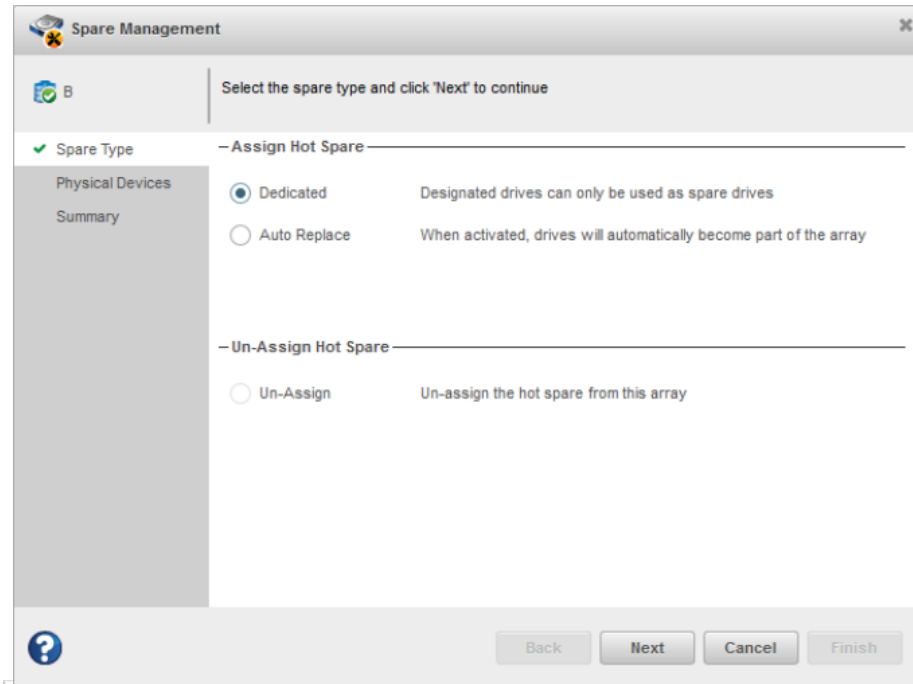 Spare Management
B
Select the spare type and click 'Next' to continue
Spare Type
Physical Devices
Summary
Assign Hot Spare
Dedicated Designated drives can only be used as spare drives
Auto Replace When activated, drives will automatically become part of the array
Un-Assign Hot Spare
Un-Assign Un-assign the hot spare from this array
Back Next Cancel Finish